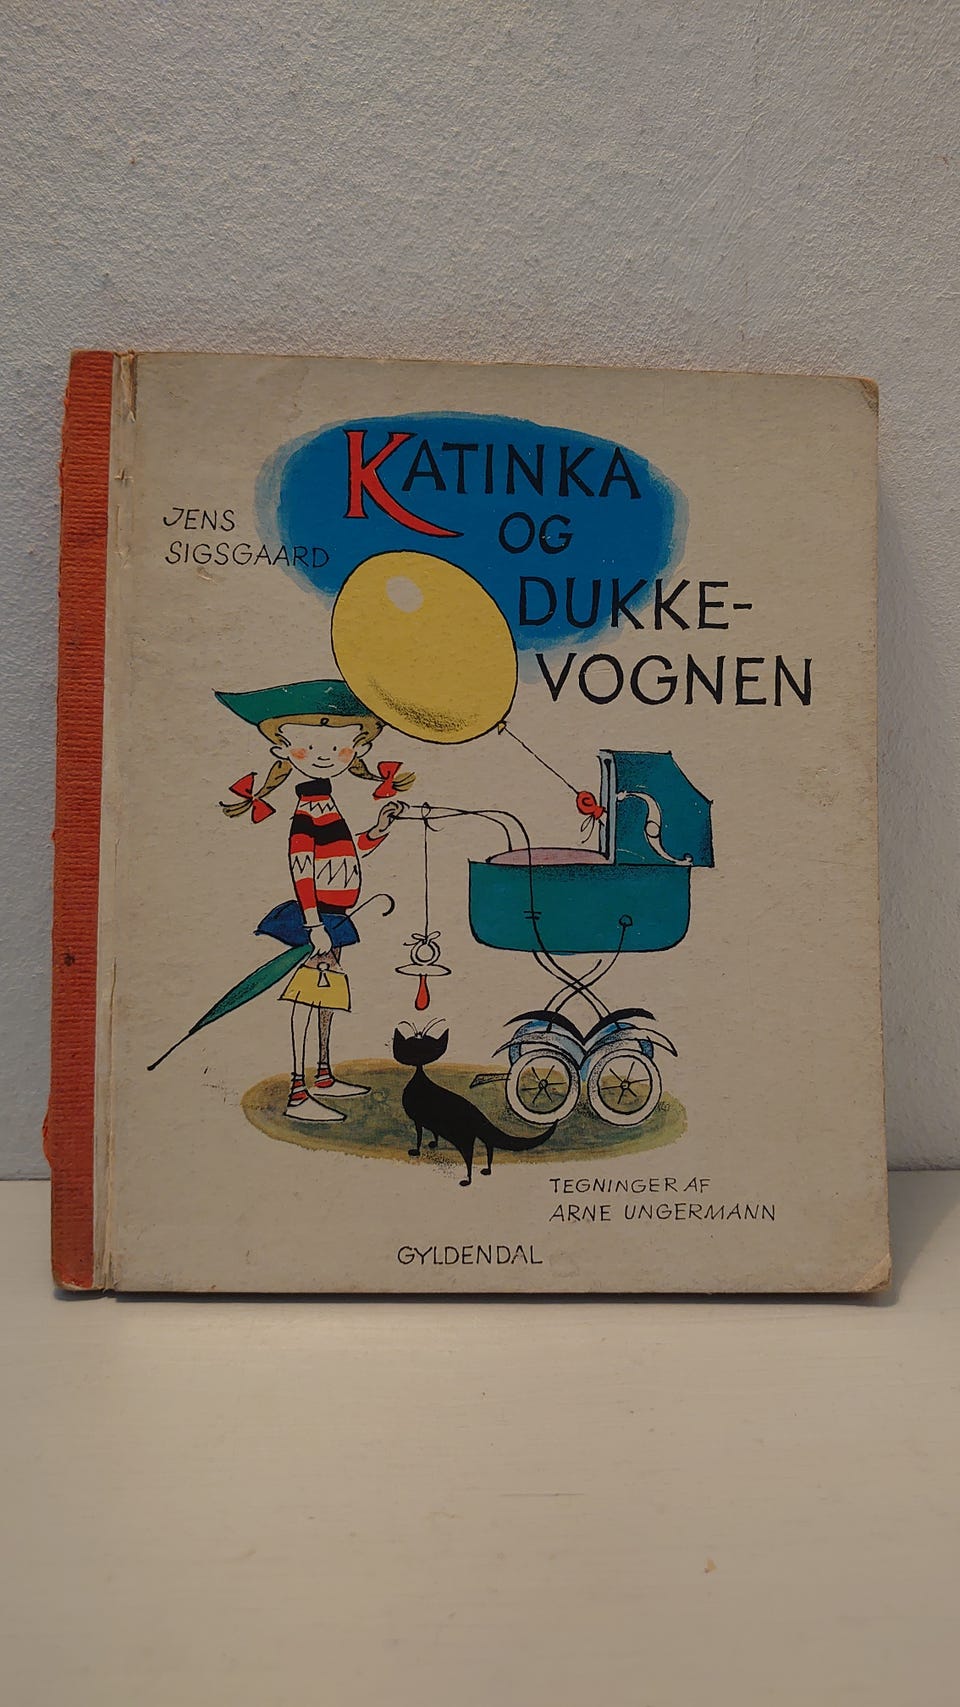 KATINKA
OG
DUKKE-
VOGNEN
JENS
SIGSGAARD
TEGNINGER AF
ARNE UNGERMANN
GYLDENDAL